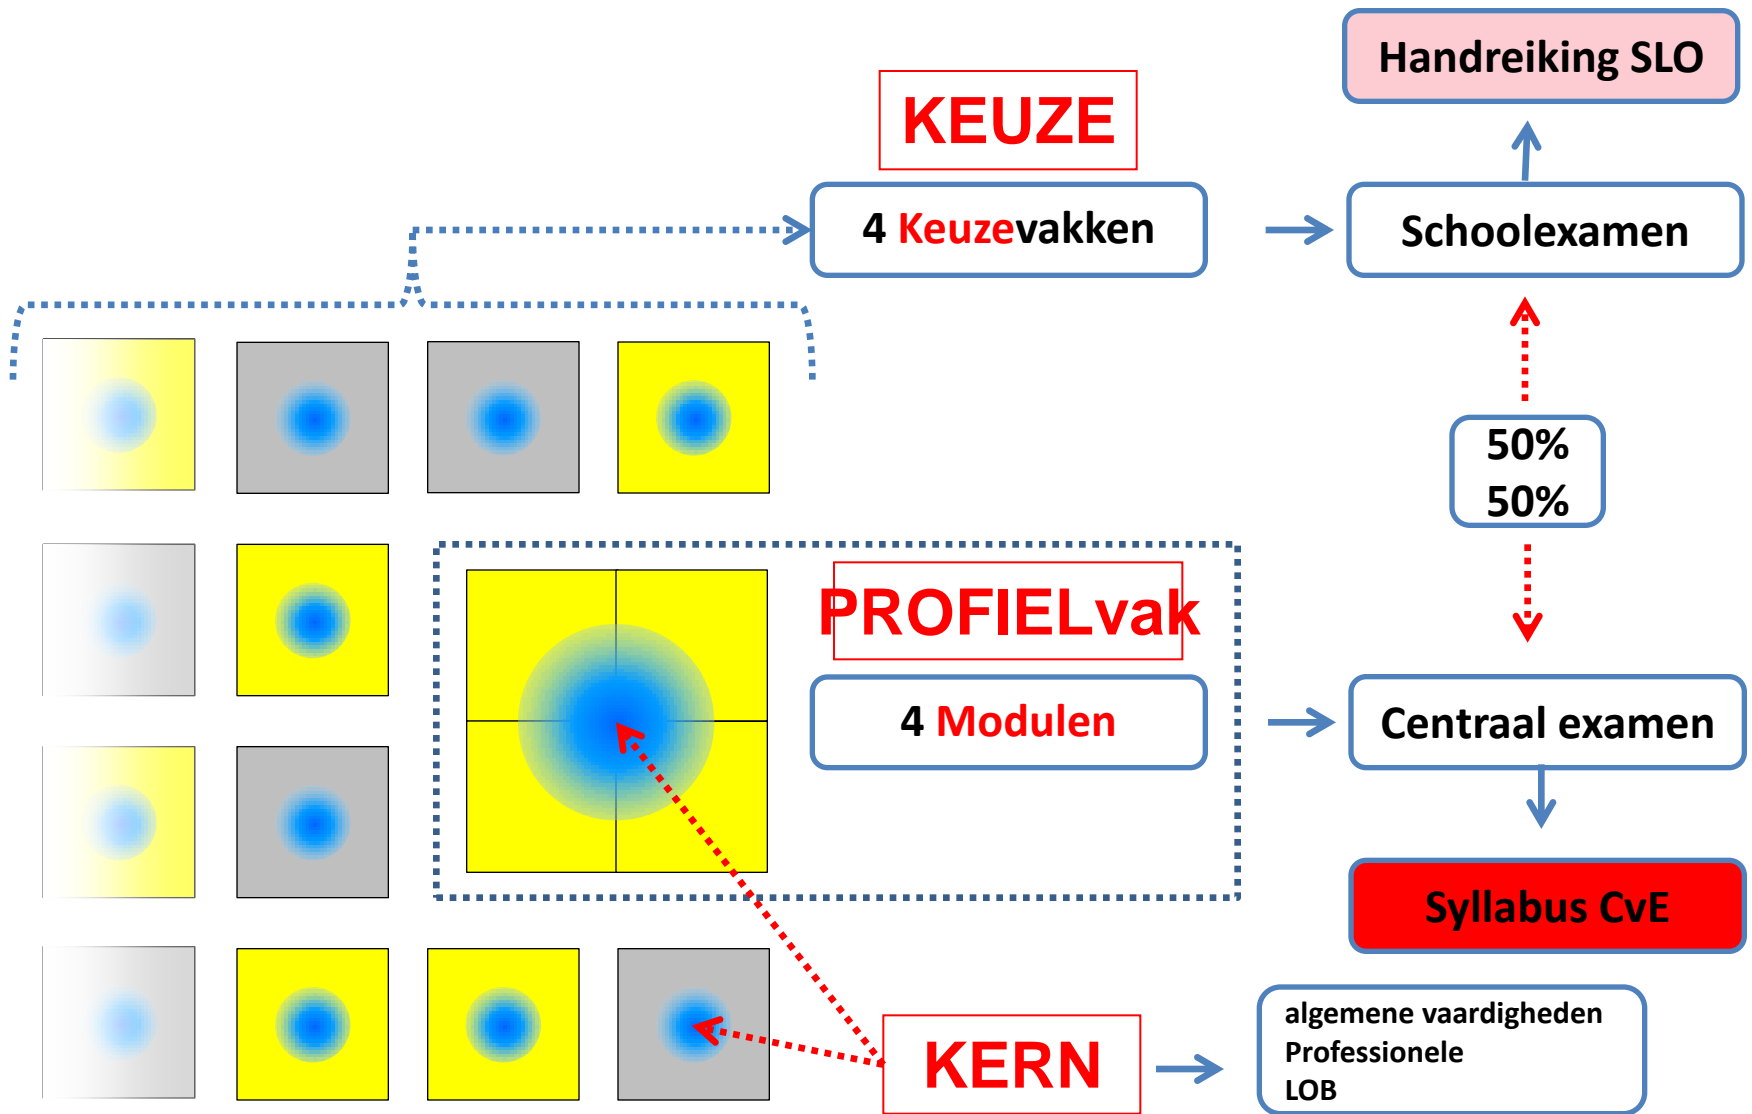 Handreiking SLO
KEUZE
4 Keuzevakken
Schoolexamen
50%
50%
PROFIELvak
4 Modulen
Centraal examen
Syllabus CvE
KERN
algemene vaardigheden
Professionele
LOB